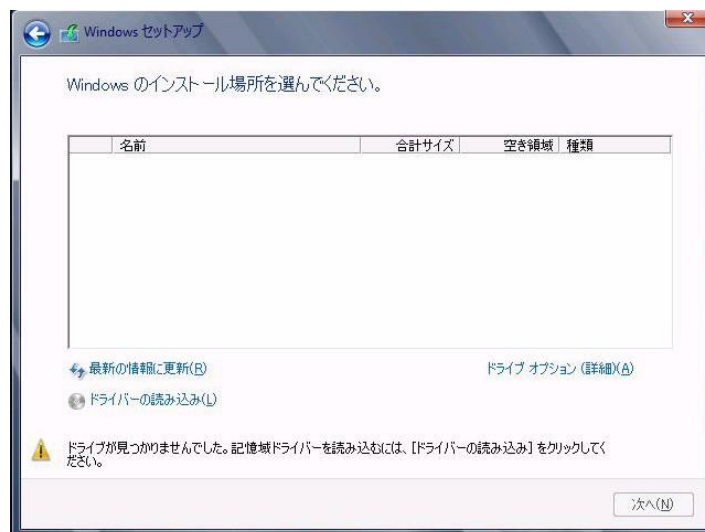 Windows セットアップ
Windows のインストール場所を選んでください。
名前 合計サイズ 空き領域 種類
最新の情報に更新(R) ドライブ オプション (詳細)(A)
ドライバーの読み込み(L)
ドライブが見つかりませんでした。記憶域ドライバーを読み込むには、[ドライバーの読み込み] をクリックしてく
ださい。
次へ(N)